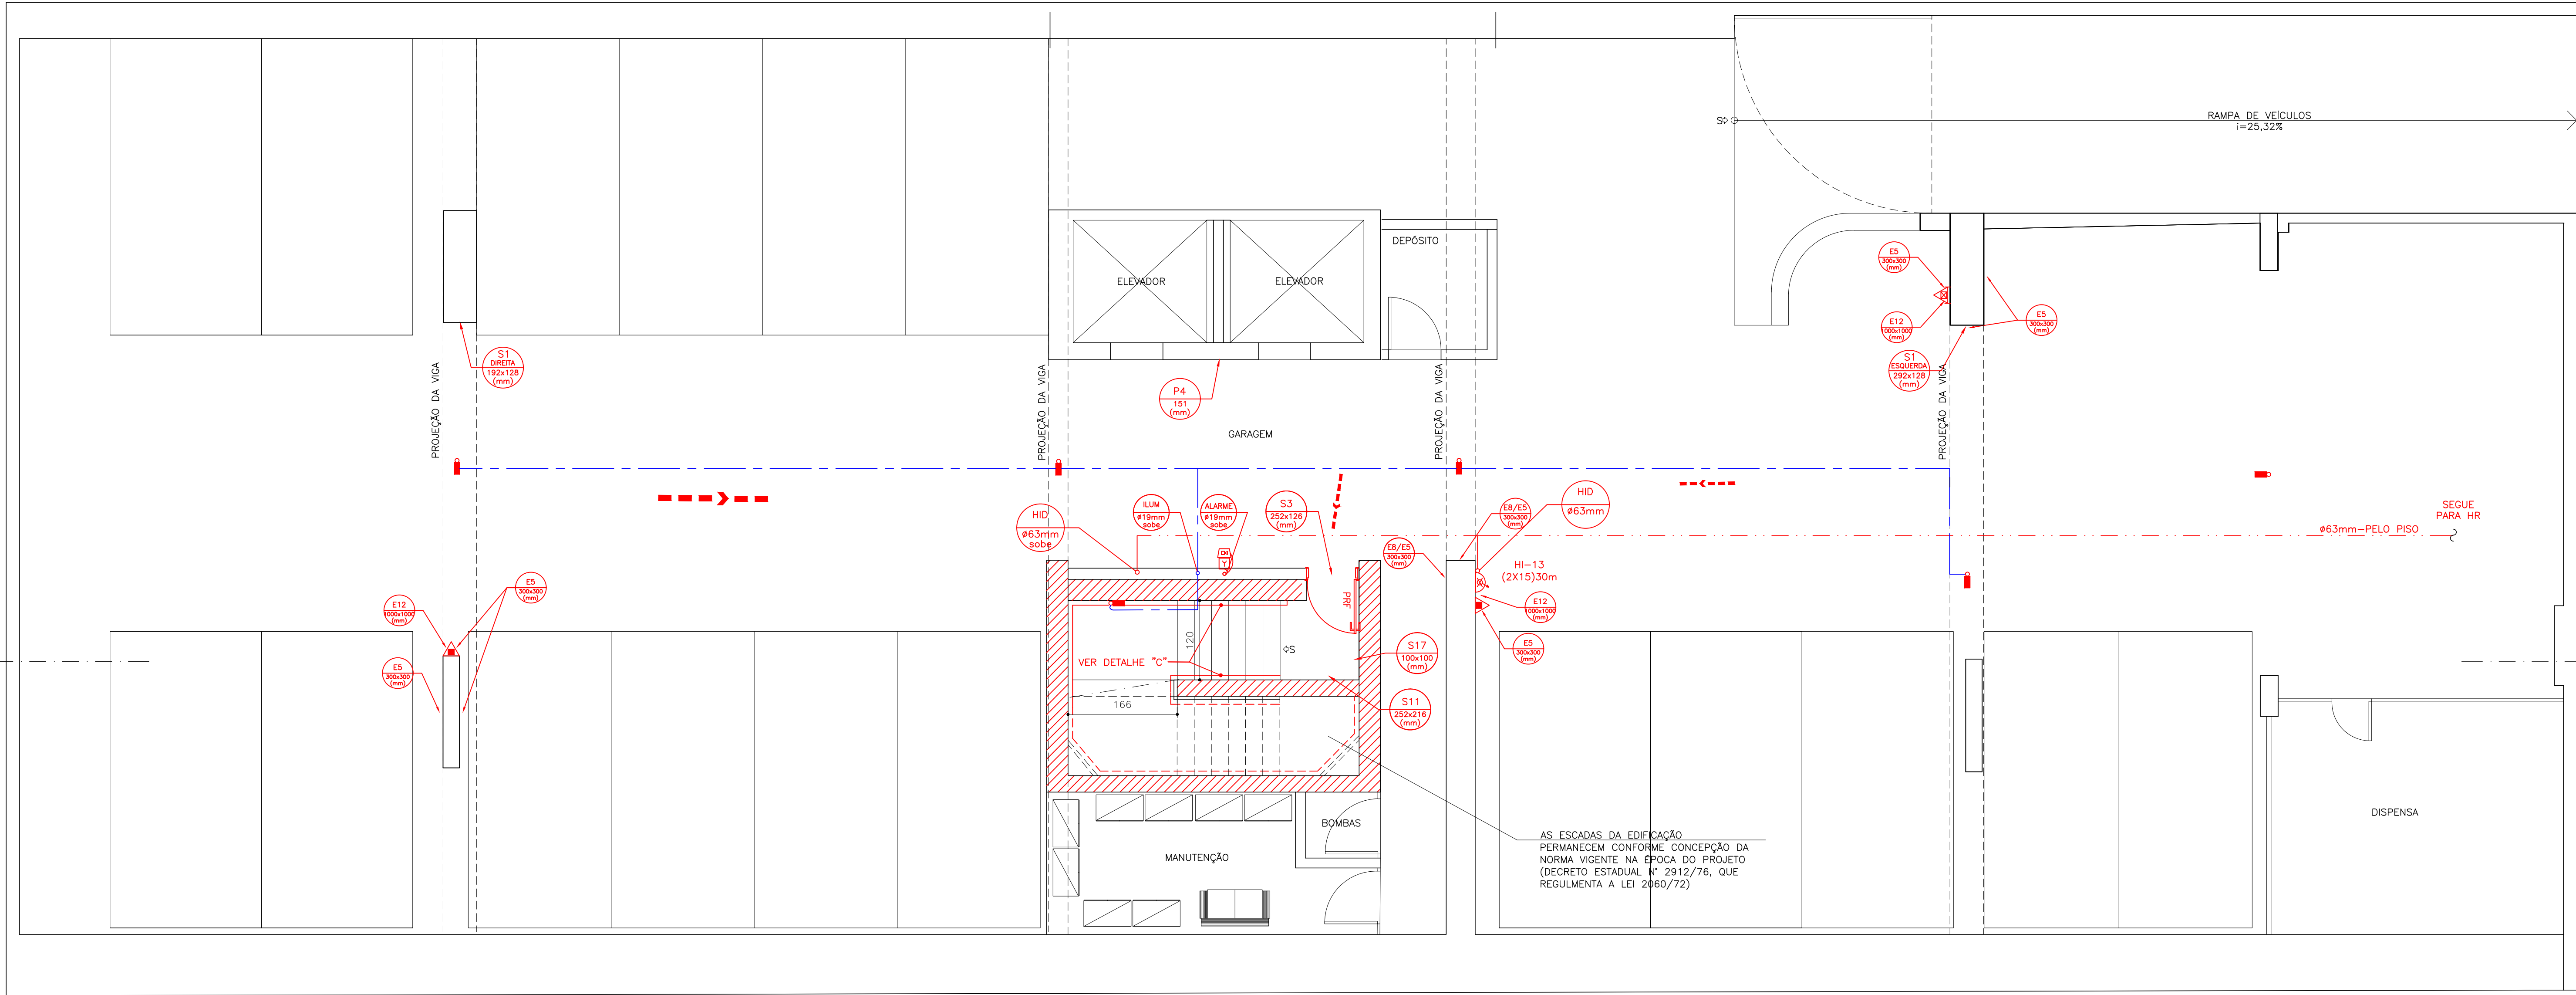 RAMPA DE VEÍCULOS
i=25,32%
S
DEPÓSITO
ELEVADOR
ELEVADOR
E5
300x300
(mm)
E12
1000x1000
(mm)
E5
300x300
(mm)
S1
ESQUERDA
292x128
(mm)
S1
DIREITA
192x128
(mm)
P4
151
(mm)
PROJEÇÃO DA VIGA
PROJEÇÃO DA VIGA
PROJEÇÃO DA VIGA
PROJEÇÃO DA VIGA
GARAGEM
HID
ø63mm
sobe
ILUM
ø19mm
sobe
ALARME
ø19mm
sobe
S3
252x126
(mm)
E8/E5
300x300
(mm)
HID
ø63mm
SEGUE
PARA HR
ø63mm-PELO PISO
E8/E5
300x300
(mm)
Y
HI-13
(2X15)30m
E12
1000x1000
(mm)
E5
300x300
(mm)
E5
300x300
(mm)
E12
1000x1000
(mm)
E5
300x300
(mm)
PRF
120
S
VER DETALHE "C"
S17
100x100
(mm)
166
S11
252x216
(mm)
BOMBAS
MANUTENÇÃO
DISPENSA
AS ESCADAS DA EDIFICAÇÃO
PERMANECEM CONFORME CONCEPÇÃO DA
NORMA VIGENTE NA ÉPOCA DO PROJETO
(DECRETO ESTADUAL N° 2912/76, QUE
REGULMENTA A LEI 2060/72)